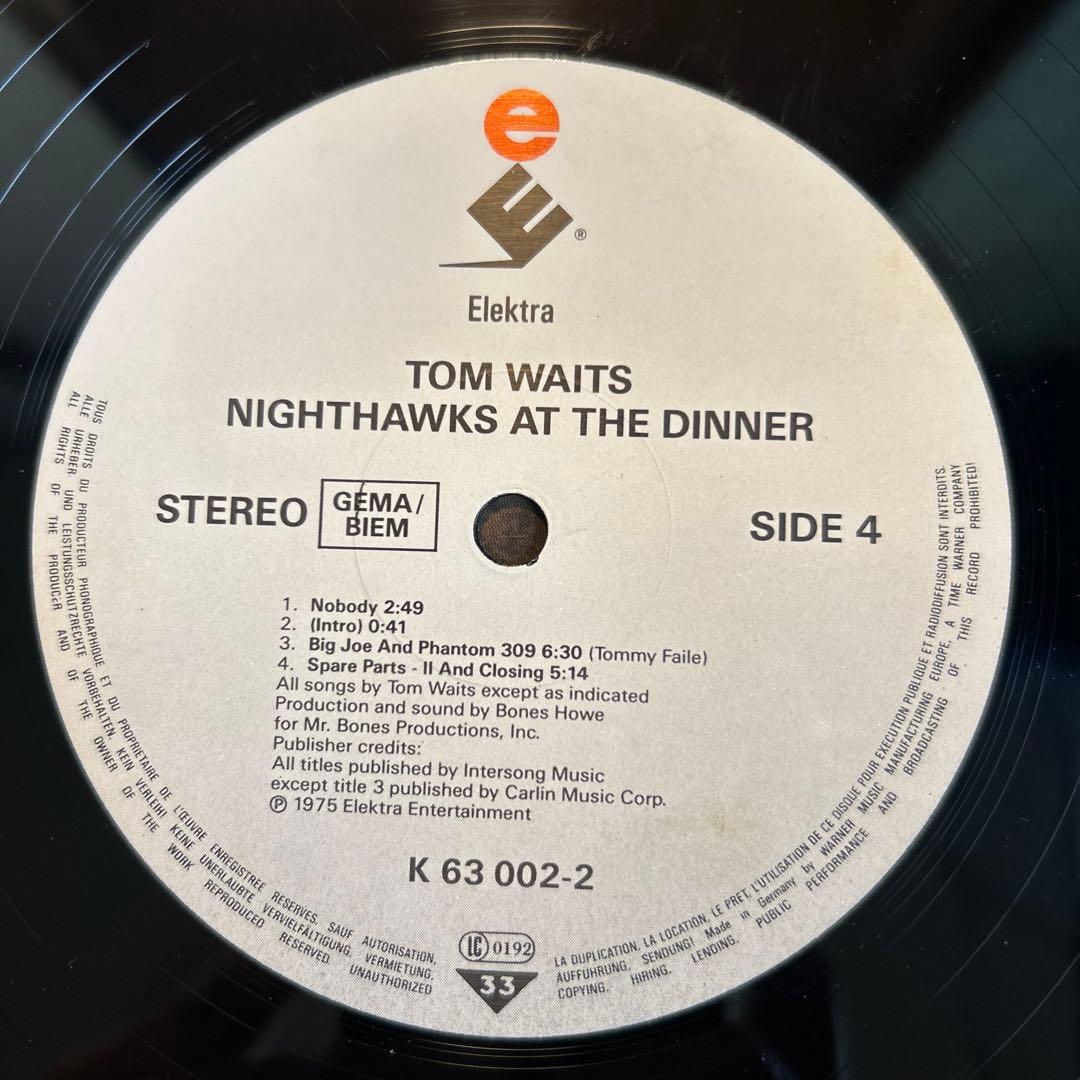 e
E®
Elektra
TOM WAITS
NIGHTHAWKS AT THE DINNER
STEREO
GEMA/
BIEM
SIDE 4
1. Nobody 2:49
2. (Intro) 0:41
3. Big Joe And Phantom 309 6:30 (Tommy Faile)
4. Spare Parts - II And Closing 5:14
All songs by Tom Waits except as indicated
Production and sound by Bones Howe
for Mr. Bones Productions, Inc.
Publisher credits:
All titles published by Intersong Music
except title 3 published by Carlin Music Corp.
℗ 1975 Elektra Entertainment
K 63 002-2
LC 0192
33
TOUS DROITS DU PRODUCTEUR PHONOGRAPHIQUE ET DU PROPRIETAIRE DE L'ŒUVRE ENREGISTREE RESERVES. SAUF AUTORISATION, LA DUPLICATION, LA LOCATION, LE PRET, L'UTILISATION DE CE DISQUE POUR EXECUTION PUBLIQUE ET RADIODIFFUSION SONT INTERDITS.
ALLE URHEBER UND LEISTUNGSSCHUTZRECHTE VORBEHALTEN. KEIN VERLEIH! KEINE UNERLAUBTE VERVIELFÄLTIGUNG, VERMIETUNG, AUFFÜHRUNG, SENDUNG! Made in Germany by WARNER MUSIC MANUFACTURING EUROPE, A TIME WARNER COMPANY
ALL RIGHTS OF THE PRODUCER AND OF THE OWNER OF THE WORK REPRODUCED RESERVED. UNAUTHORIZED COPYING. HIRING. LENDING. PUBLIC PERFORMANCE AND BROADCASTING OF THIS RECORD PROHIBITED!